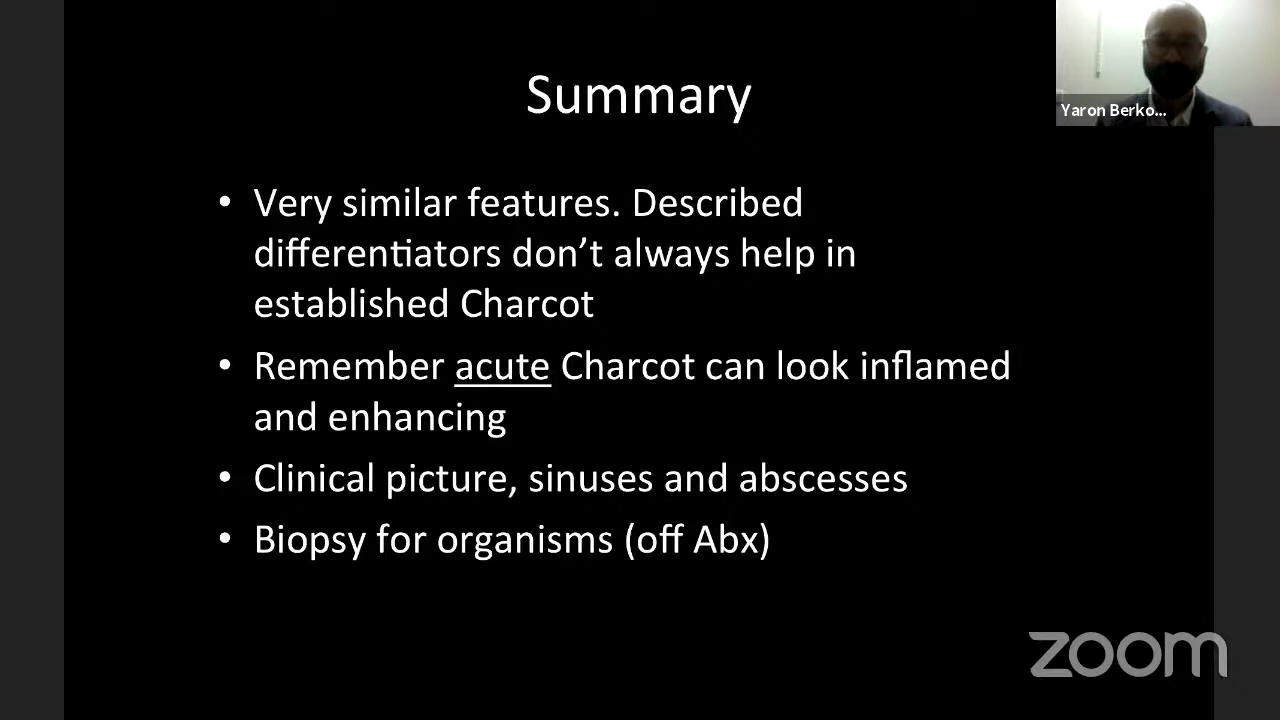 Summary
Yaron Berko...
• Very similar features. Described
differentiators don’t always help in
established Charcot
• Remember acute Charcot can look inflamed
and enhancing
• Clinical picture, sinuses and abscesses
• Biopsy for organisms (off Abx)
zoom